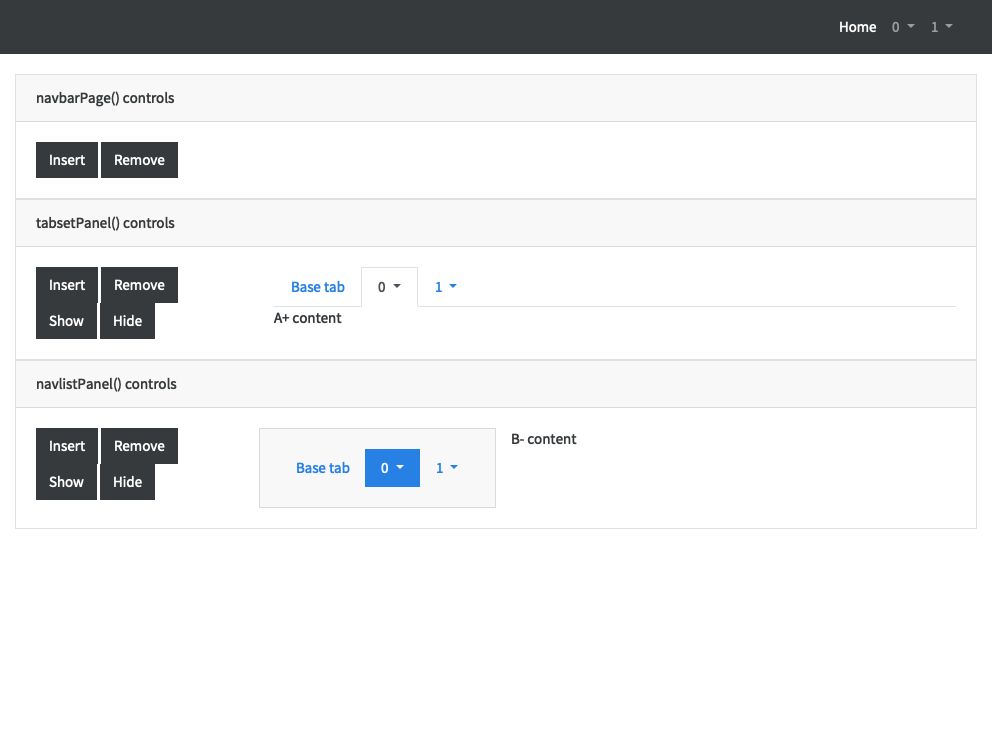 Home 0 1
navbarPage() controls
Insert Remove
tabsetPanel() controls
Insert Remove
Show Hide
Base tab 0 1
A+ content
navlistPanel() controls
Insert Remove
Show Hide
Base tab 0 1
B- content